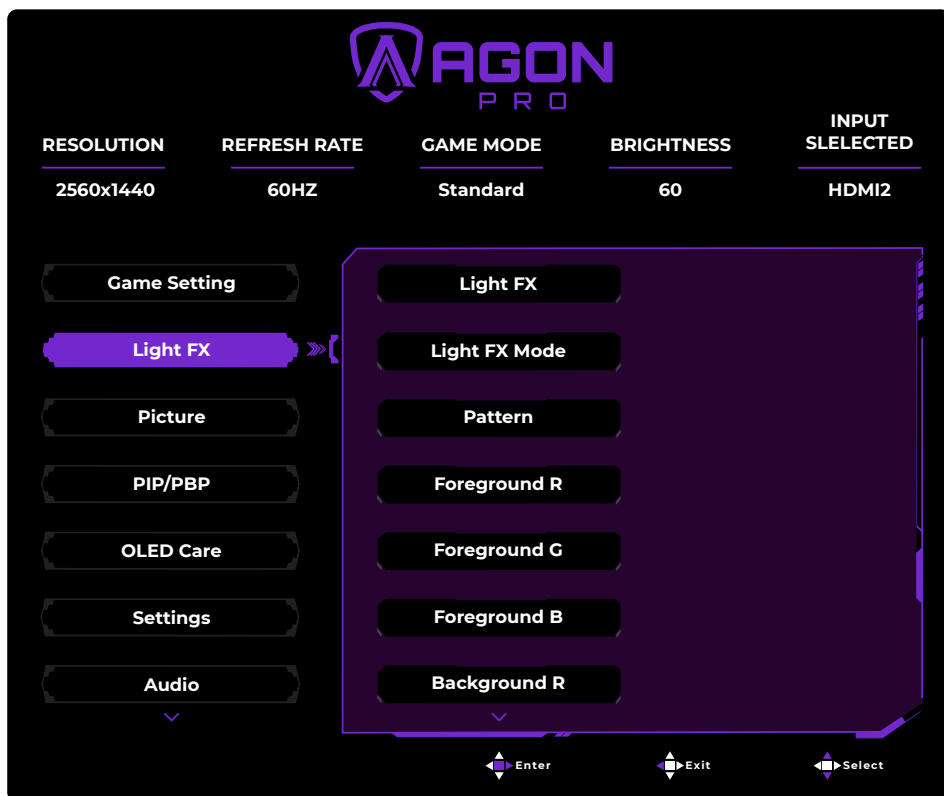 AGON
PRO
RESOLUTION
REFRESH RATE
GAME MODE
BRIGHTNESS
INPUT
SLELECTED
2560x1440
60HZ
Standard
60
HDMI2
Game Setting
Light FX
Picture
PIP/PBP
OLED Care
Settings
Audio
Light FX
Light FX Mode
Pattern
Foreground R
Foreground G
Foreground B
Background R
Enter
Exit
Select